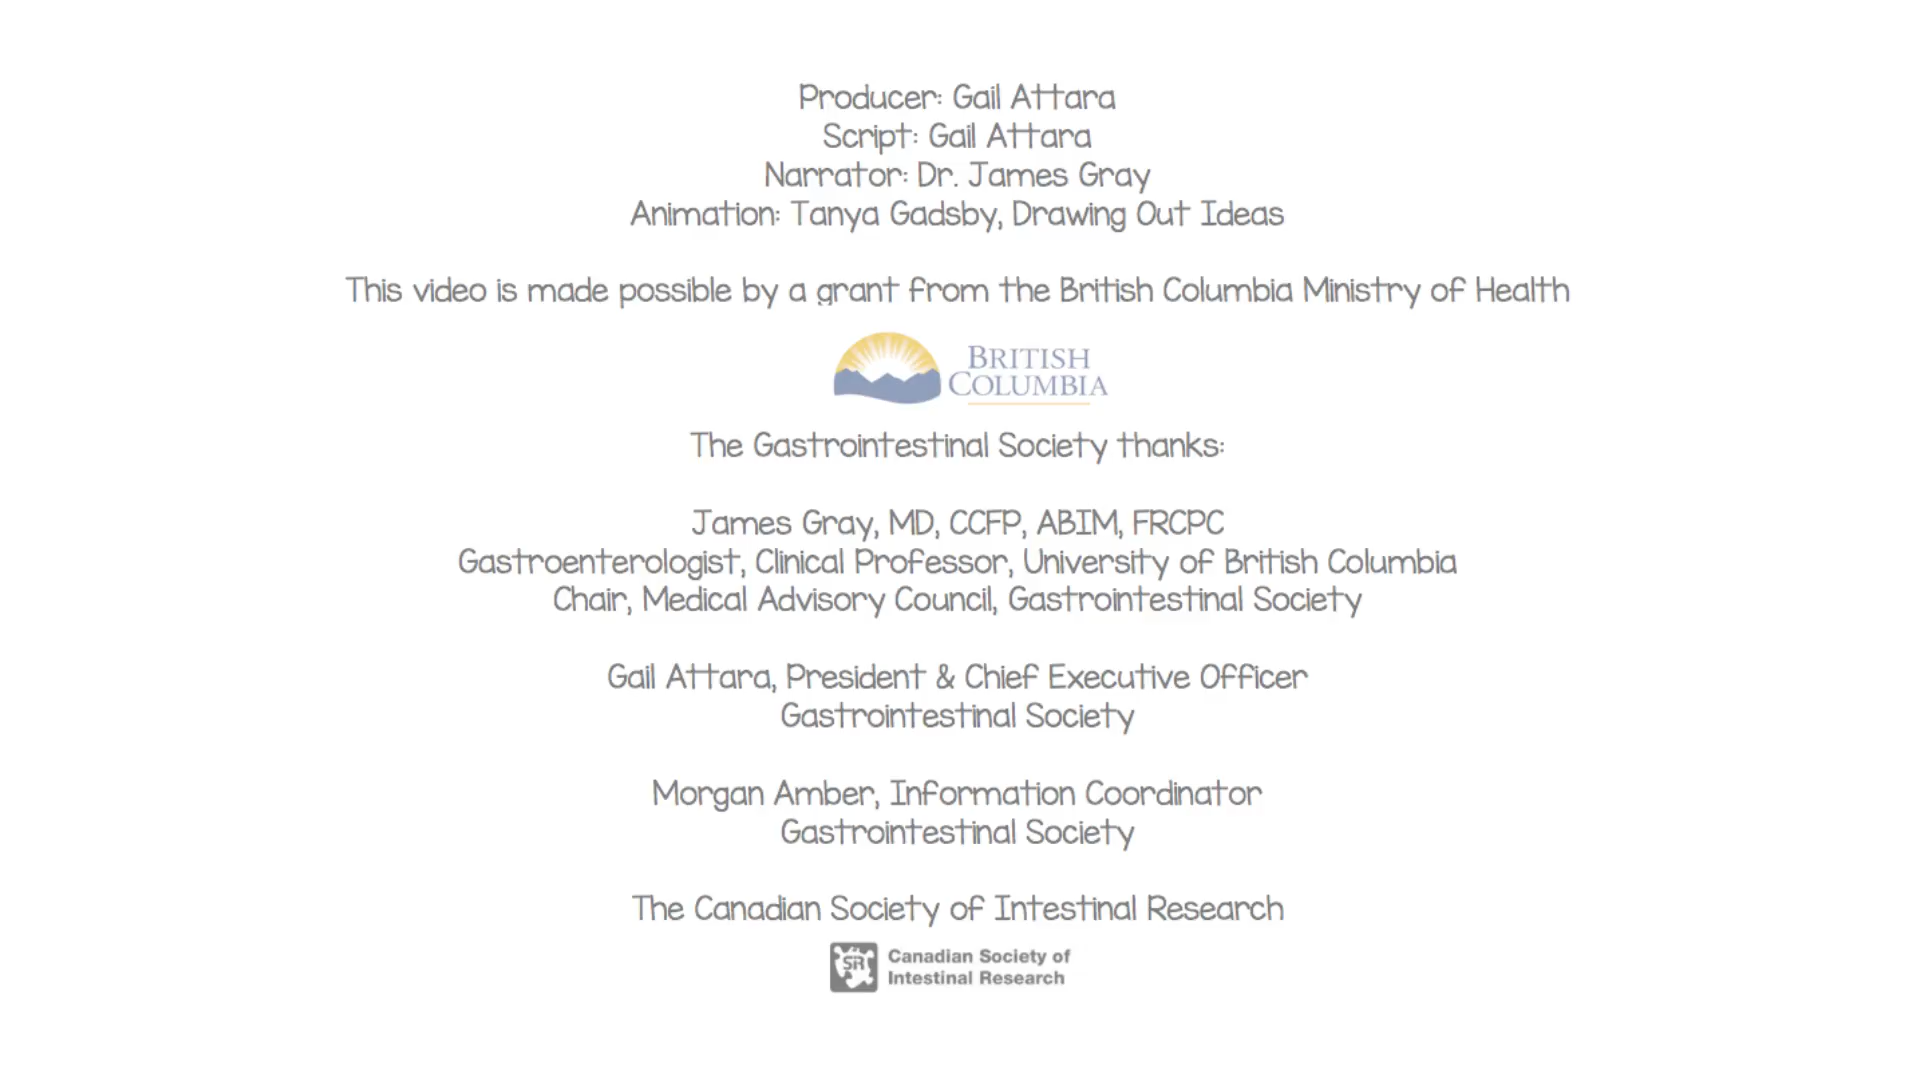 Producer: Gail Attara
Script: Gail Attara
Narrator: Dr. James Gray
Animation: Tanya Gadsby, Drawing Out Ideas
This video is made possible by a grant from the British Columbia Ministry of Health
BRITISH
COLUMBIA
The Gastrointestinal Society thanks:
James Gray, MD, CCFP, ABIM, FRCPC
Gastroenterologist, Clinical Professor, University of British Columbia
Chair, Medical Advisory Council, Gastrointestinal Society
Gail Attara, President & Chief Executive Officer
Gastrointestinal Society
Morgan Amber, Information Coordinator
Gastrointestinal Society
The Canadian Society of Intestinal Research
SIR
Canadian Society of
Intestinal Research